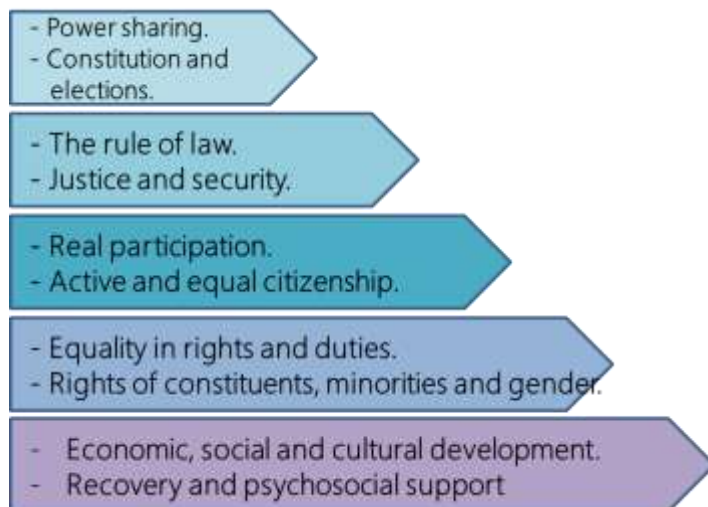 - Power sharing.
- Constitution and
elections.
- The rule of law.
- Justice and security.
- Real participation.
- Active and equal citizenship.
- Equality in rights and duties.
- Rights of constituents, minorities and gender.
- Economic, social and cultural development.
- Recovery and psychosocial support